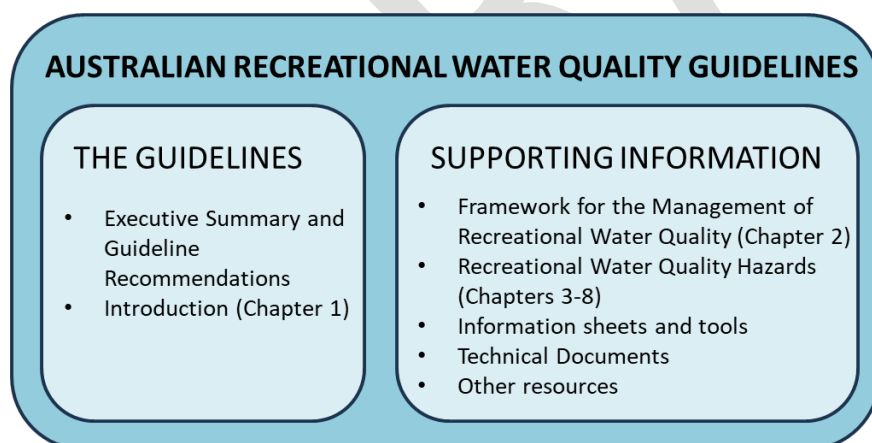 AUSTRALIAN RECREATIONAL WATER QUALITY GUIDELINES
THE GUIDELINES
• Executive Summary and
Guideline
Recommendations
• Introduction (Chapter 1)
SUPPORTING INFORMATION
• Framework for the Management of
Recreational Water Quality (Chapter 2)
• Recreational Water Quality Hazards
(Chapters 3-8)
• Information sheets and tools
• Technical Documents
• Other resources